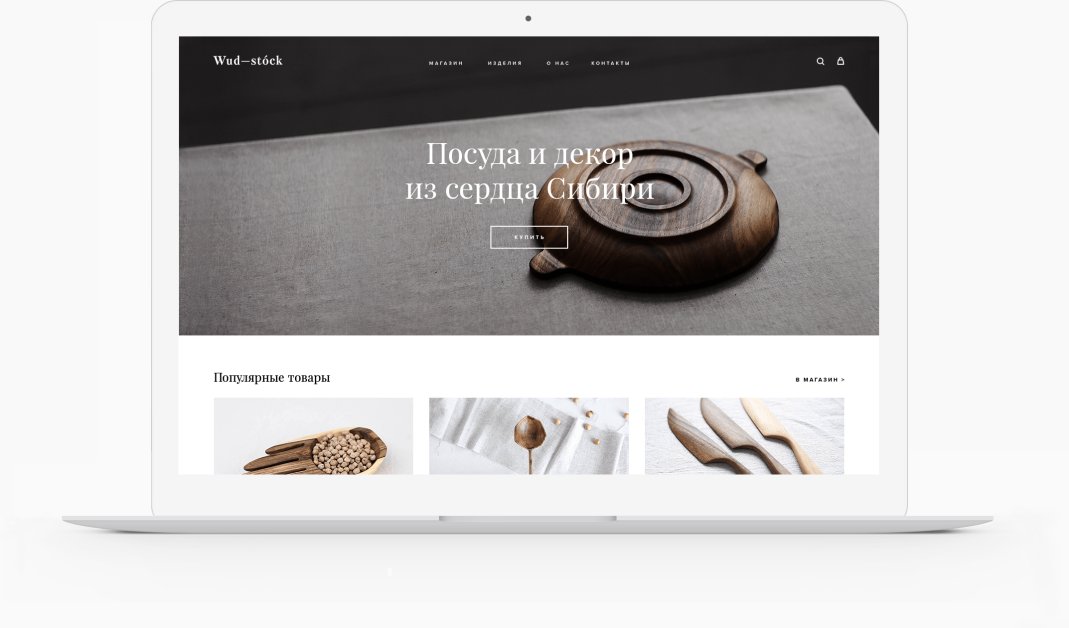 Wud—stóck
МАГАЗИН ИЗДЕЛИЯ О НАС КОНТАКТЫ
Посуда и декор
из сердца Сибири
КУПИТЬ
Популярные товары
В МАГАЗИН >